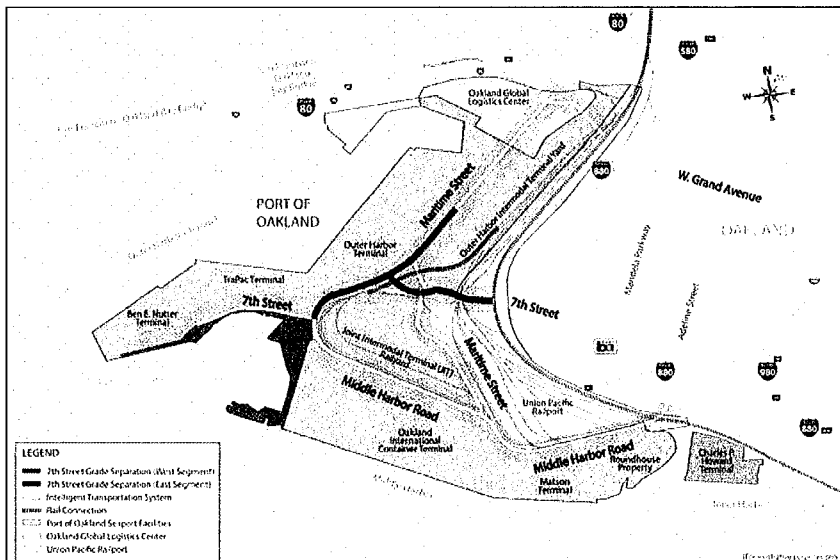 80
580
N
W E
S
Oakland Global
Logistics Center
80
880
W. Grand Avenue
PORT OF
OAKLAND
Maritime Street
Outer Harbor Intermodal Terminal Yard
OAKLAND
Mandela Parkway
Adeline Street
Outer Harbor
Terminal
TraPac Terminal
7th Street
7th Street
Ben E. Nutter
Terminal
Joint Intermodal Terminal (JIT)
Railport
Maritime Street
Middle Harbor Road
Union Pacific
Railport
880
980
Oakland
International
Container Terminal
Middle Harbor Road
Roundhouse
Property
Matson
Terminal
Charles P.
Howard
Terminal
Inner Harbor
LEGEND
7th Street Grade Separation (West Segment)
7th Street Grade Separation (East Segment)
Intelligent Transportation System
Rail Connection
Port of Oakland Seaport Facilities
Oakland Global Logistics Center
Union Pacific Railport